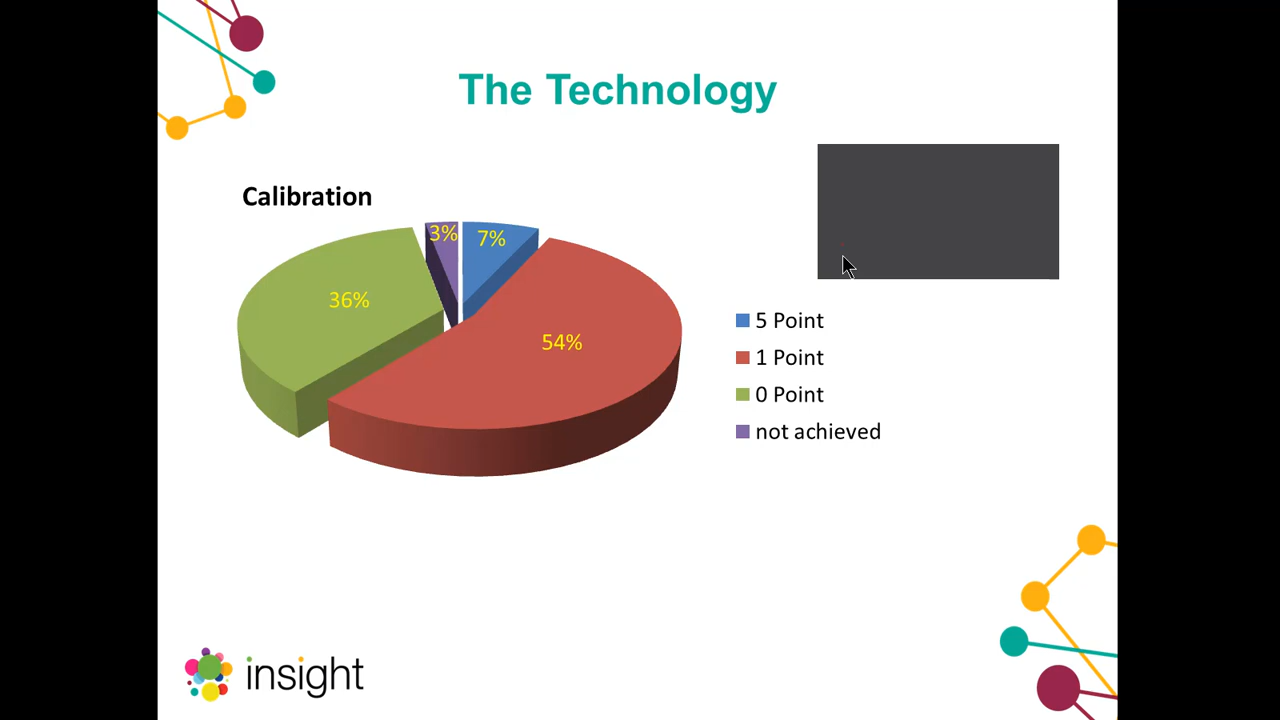 The Technology
Calibration
3%
7%
36%
54%
5 Point
1 Point
0 Point
not achieved
insight